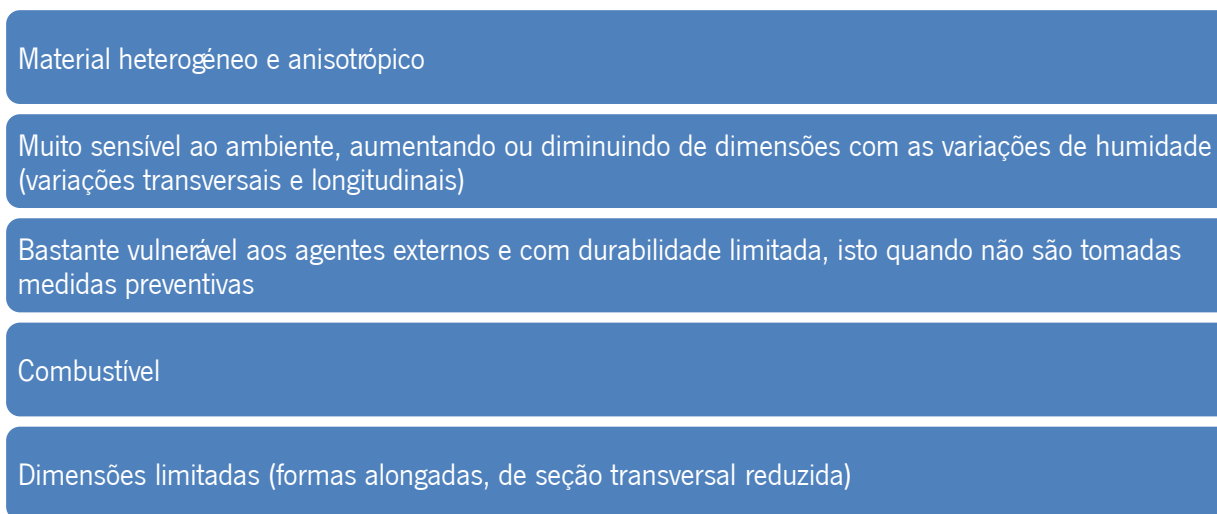 Material heterogéneo e anisotrópico
Muito sensível ao ambiente, aumentando ou diminuindo de dimensões com as variações de humidade
(variações transversais e longitudinais)
Bastante vulnerável aos agentes externos e com durabilidade limitada, isto quando não são tomadas
medidas preventivas
Combustível
Dimensões limitadas (formas alongadas, de seção transversal reduzida)